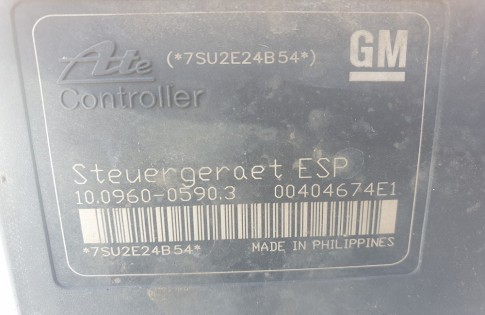 Ate (*7SU2E24B54*) GM
Controller
Steuergeraet ESP
10.0960-0590.3 00404674E1
*7SU2E24B54* MADE IN PHILIPPINES